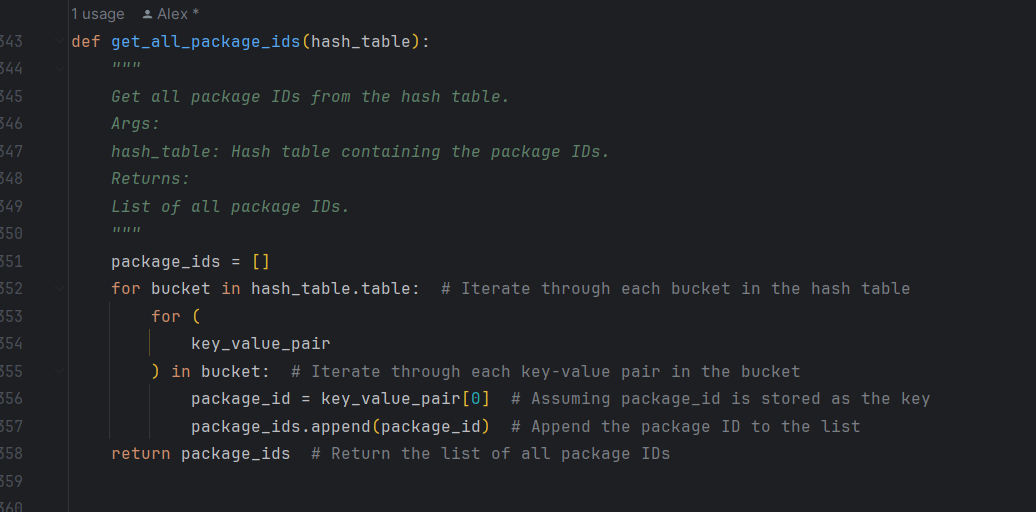 1 usage Alex *
343 def get_all_package_ids(hash_table):
344 """
345 Get all package IDs from the hash table.
346 Args:
347 hash_table: Hash table containing the package IDs.
348 Returns:
349 List of all package IDs.
350 """
351 package_ids = []
352 for bucket in hash_table.table:  # Iterate through each bucket in the hash table
353 for (
354 key_value_pair
355 ) in bucket:  # Iterate through each key-value pair in the bucket
356 package_id = key_value_pair[0]  # Assuming package_id is stored as the key
357 package_ids.append(package_id)  # Append the package ID to the list
358 return package_ids  # Return the list of all package IDs
359
360